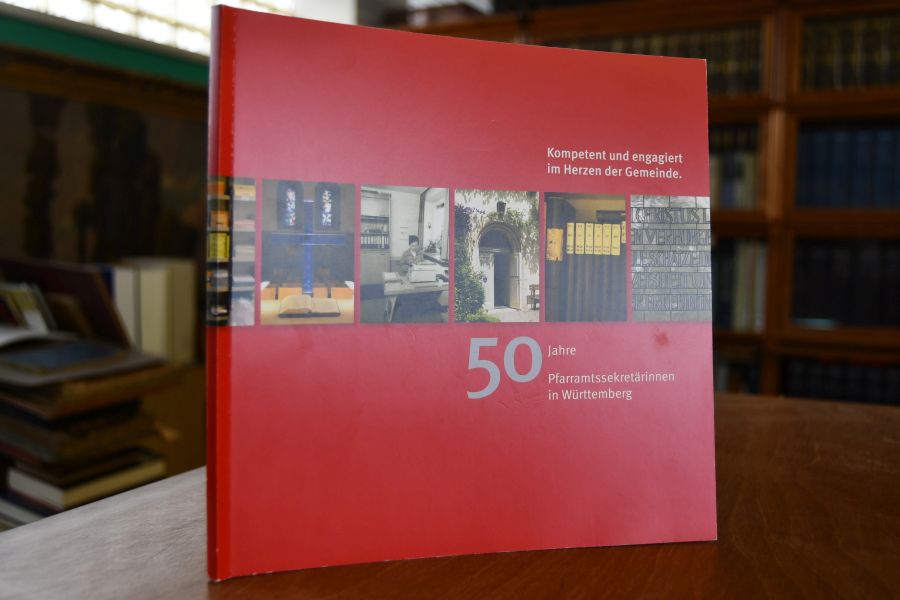 Kompetent und engagiert
im Herzen der Gemeinde.
50 Jahre
Pfarramtssekretärinnen
in Württemberg